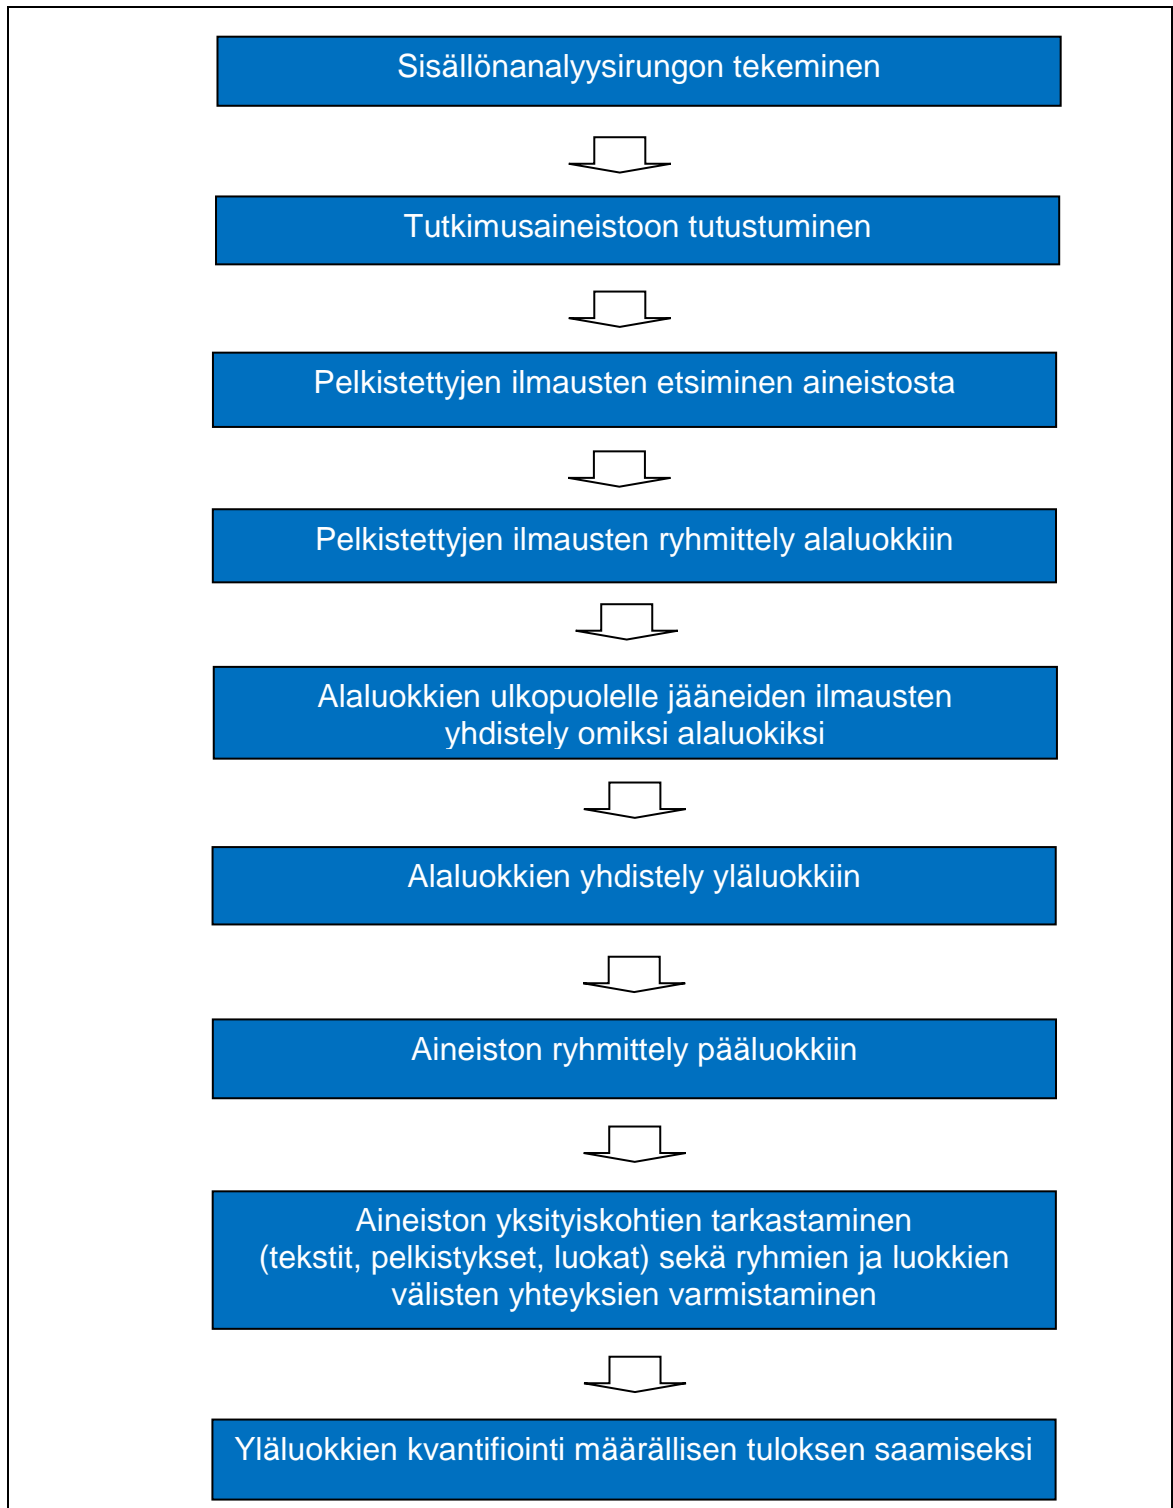 Sisällönanalyysirungon tekeminen
Tutkimusaineistoon tutustuminen
Pelkistettyjen ilmausten etsiminen aineistosta
Pelkistettyjen ilmausten ryhmittely alaluokkiin
Alaluokkien ulkopuolelle jääneiden ilmausten
yhdistely omiksi alaluokiksi
Alaluokkien yhdistely yläluokkiin
Aineiston ryhmittely pääluokkiin
Aineiston yksityiskohtien tarkastaminen
(tekstit, pelkistykset, luokat) sekä ryhmien ja luokkien
välisten yhteyksien varmistaminen
Yläluokkien kvantifiointi määrällisen tuloksen saamiseksi